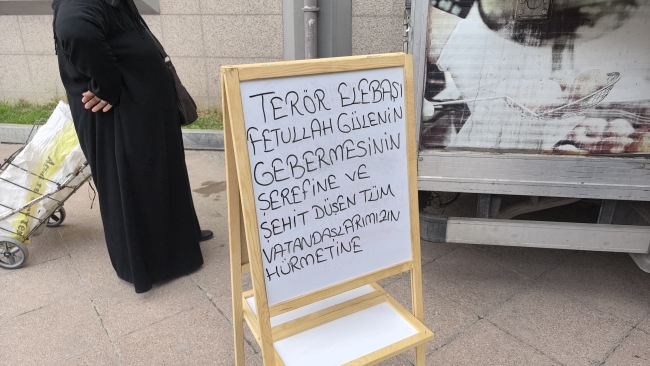 TERÖR ELEBAŞI
FETULLAH GÜLENİN
GEBERMESİNİN
ŞEREFİNE VE
ŞEHİT DÜŞEN TÜM
VATANDAŞLARIMIZIN
HÜRMETİNE